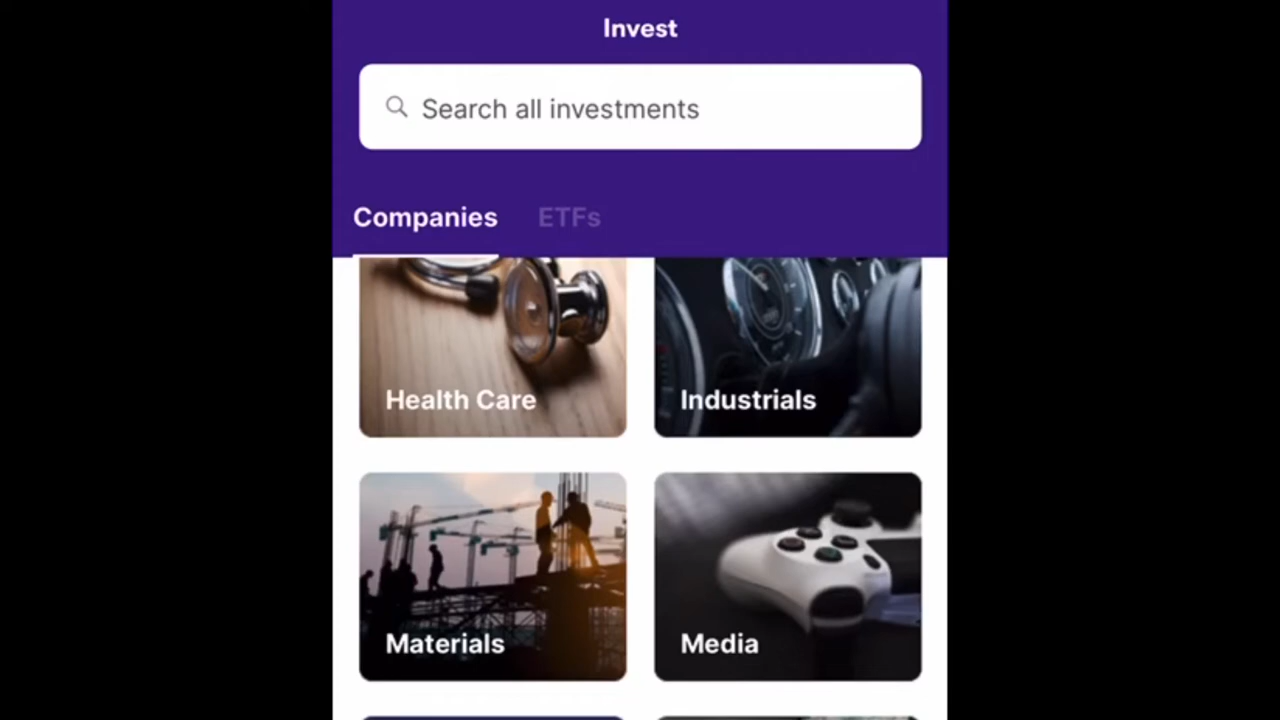 Invest
Search all investments
Companies ETFs
Health Care Industrials
Materials Media